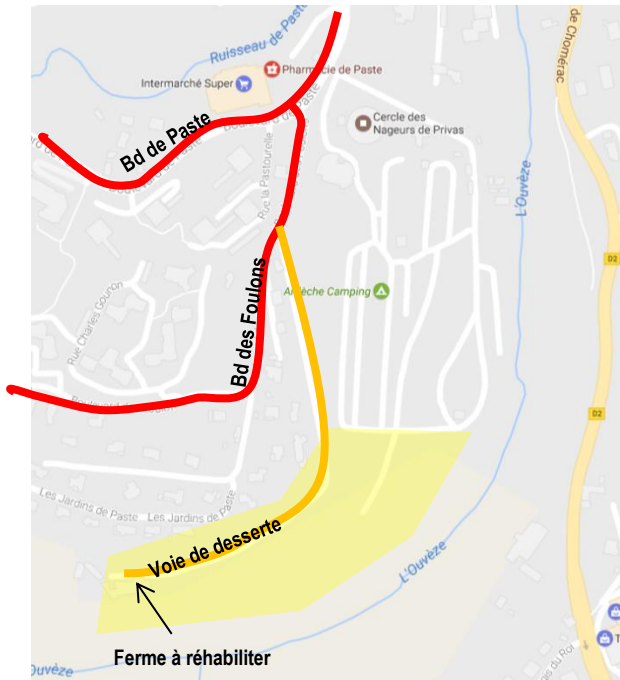 de Chomérac
Ruisseau de Paste
Pharmacie de Paste
Intermarché Super
Cercle des
Nageurs de Privas
Bd de Paste
Rue la Pastourelle
L'Ouvèze
D2
Bd des Foulons
Ardèche Camping
Rue Charles Gounon
D2
Les Jardins de Paste
Les Jardins de Paste
Voie de desserte
L'Ouvèze
Ferme à réhabiliter
Ouvèze